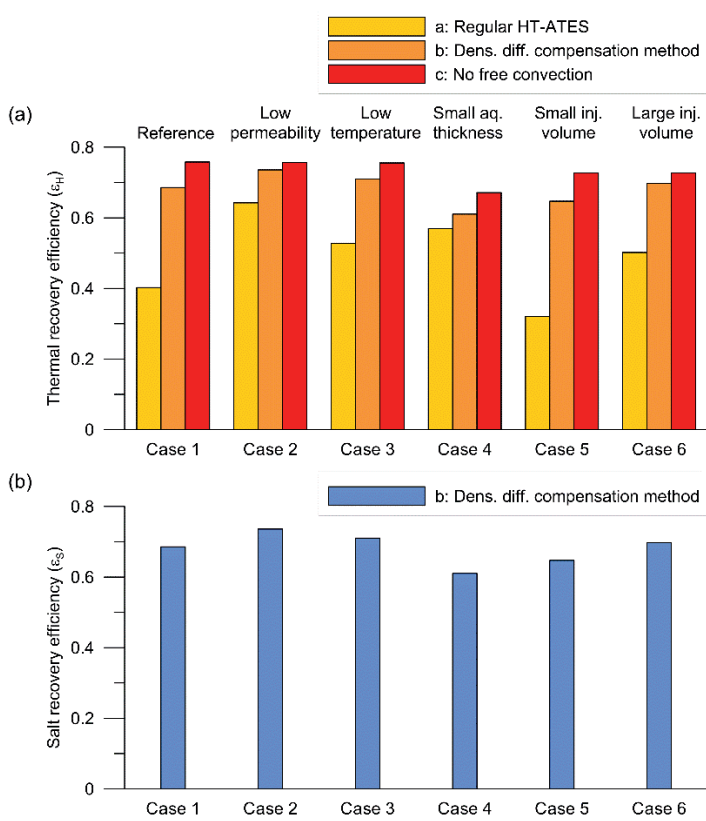 a: Regular HT-ATES
b: Dens. diff. compensation method
c: No free convection
(a)
Reference
Low
permeability
Low
temperature
Small aq.
thickness
Small inj.
volume
Large inj.
volume
Thermal recovery efficiency (εH)
0.8
0.6
0.4
0.2
0
Case 1
Case 2
Case 3
Case 4
Case 5
Case 6
(b)
b: Dens. diff. compensation method
Salt recovery efficiency (εS)
0.8
0.6
0.4
0.2
0
Case 1
Case 2
Case 3
Case 4
Case 5
Case 6